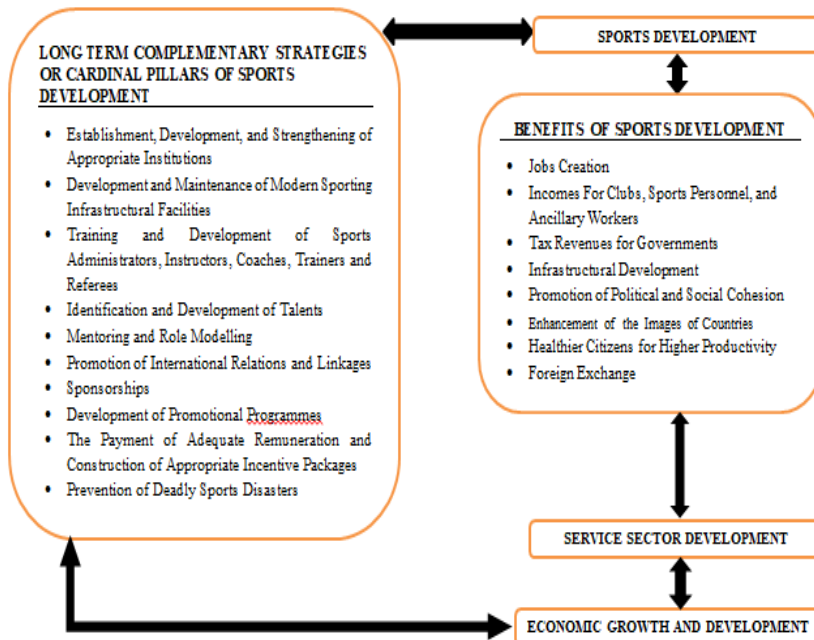 LONG TERM COMPLEMENTARY STRATEGIES
OR CARDINAL PILLARS OF SPORTS
DEVELOPMENT
• Establishment, Development, and Strengthening of
Appropriate Institutions
• Development and Maintenance of Modern Sporting
Infrastructural Facilities
• Training and Development of Sports
Administrators, Instructors, Coaches, Trainers and
Referees
• Identification and Development of Talents
• Mentoring and Role Modelling
• Promotion of International Relations and Linkages
• Sponsorships
• Development of Promotional Programmes
• The Payment of Adequate Remuneration and
Construction of Appropriate Incentive Packages
• Prevention of Deadly Sports Disasters
SPORTS DEVELOPMENT
BENEFITS OF SPORTS DEVELOPMENT
• Jobs Creation
• Incomes For Clubs, Sports Personnel, and
Ancillary Workers
• Tax Revenues for Governments
• Infrastructural Development
• Promotion of Political and Social Cohesion
• Enhancement of the Images of Countries
• Healthier Citizens for Higher Productivity
• Foreign Exchange
SERVICE SECTOR DEVELOPMENT
ECONOMIC GROWTH AND DEVELOPMENT